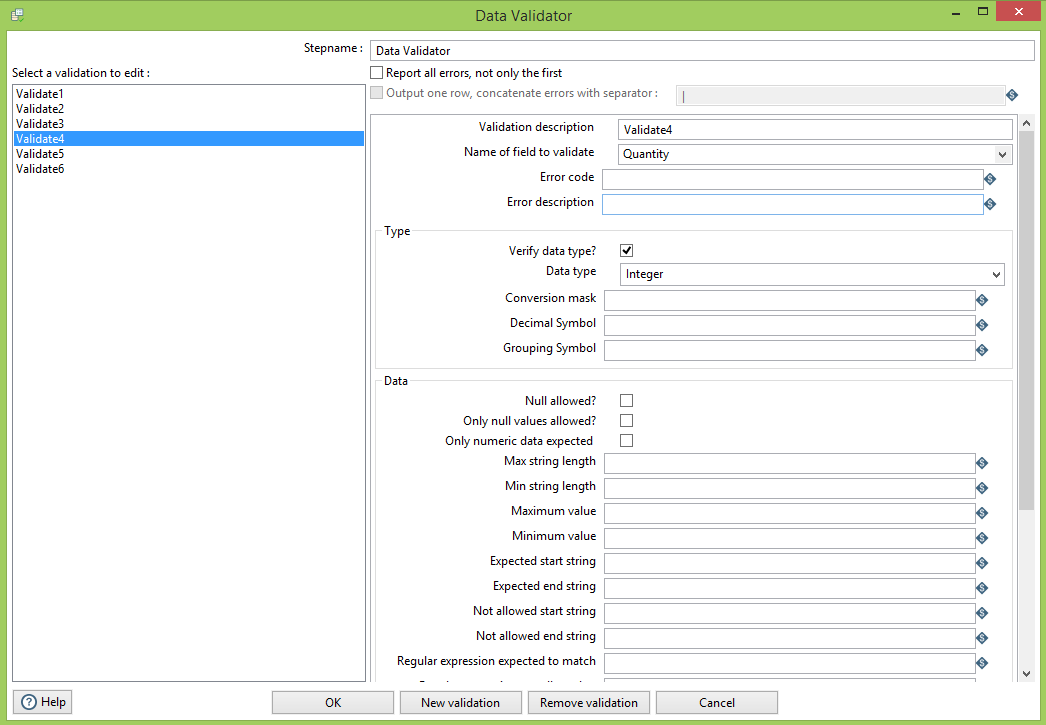 Data Validator
Stepname :
Data Validator
Select a validation to edit :
Report all errors, not only the first
Output one row, concatenate errors with separator :
|
Validate1
Validate2
Validate3
Validate4
Validate5
Validate6
Validation description
Validate4
Name of field to validate
Quantity
Error code
Error description
Type
Verify data type?
Data type
Integer
Conversion mask
Decimal Symbol
Grouping Symbol
Data
Null allowed?
Only null values allowed?
Only numeric data expected
Max string length
Min string length
Maximum value
Minimum value
Expected start string
Expected end string
Not allowed start string
Not allowed end string
Regular expression expected to match
Help
OK
New validation
Remove validation
Cancel